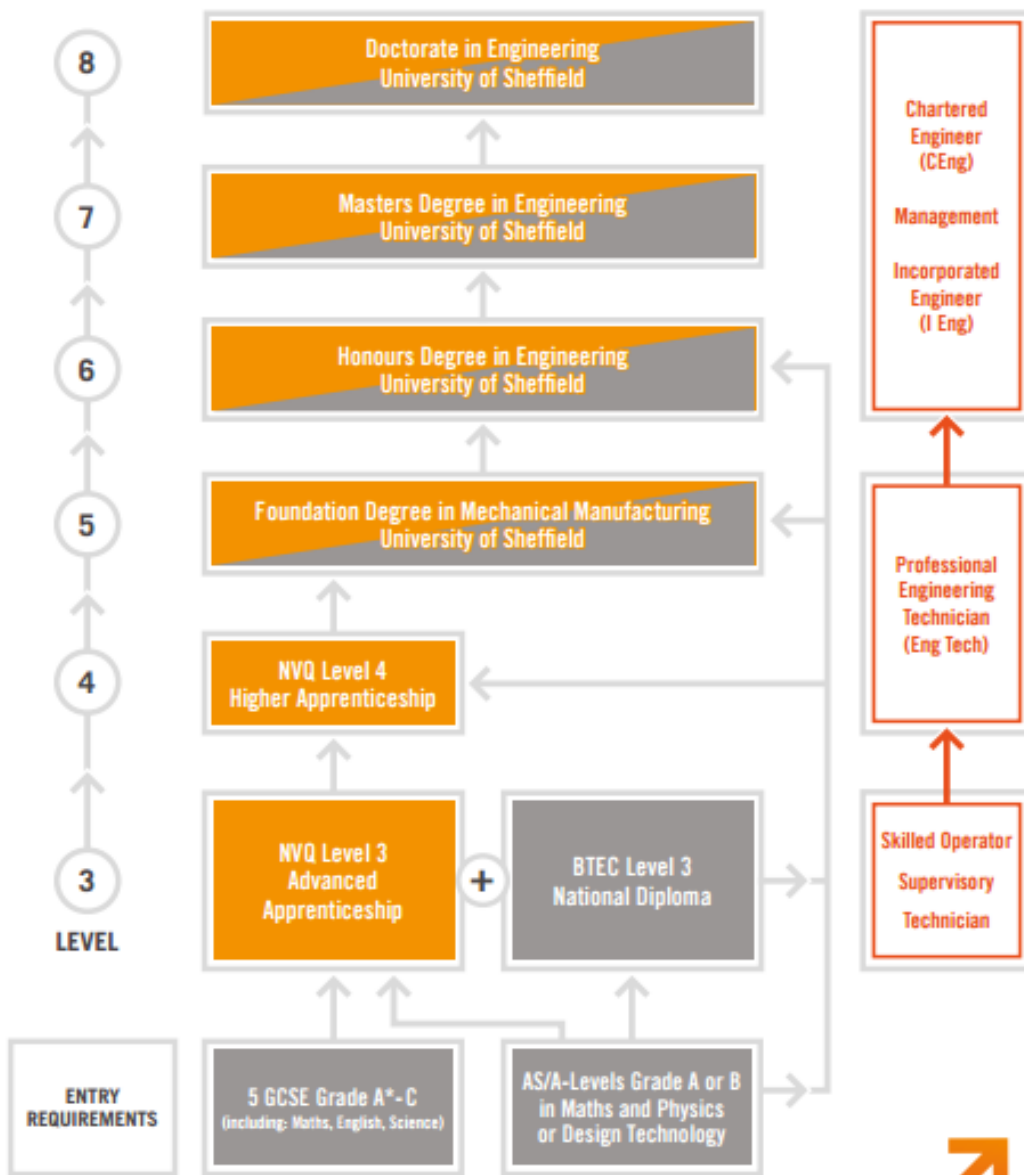 8
Doctorate in Engineering
University of Sheffield
7
Masters Degree in Engineering
University of Sheffield
6
Honours Degree in Engineering
University of Sheffield
5
Foundation Degree in Mechanical Manufacturing
University of Sheffield
4
NVQ Level 4
Higher Apprenticeship
3
LEVEL
NVQ Level 3
Advanced
Apprenticeship
+
BTEC Level 3
National Diploma
ENTRY
REQUIREMENTS
5 GCSE Grade A*-C
(including: Maths, English, Science)
AS/A-Levels Grade A or B
in Maths and Physics
or Design Technology
Chartered
Engineer
(CEng)
Management
Incorporated
Engineer
(I Eng)
Professional
Engineering
Technician
(Eng Tech)
Skilled Operator
Supervisory
Technician